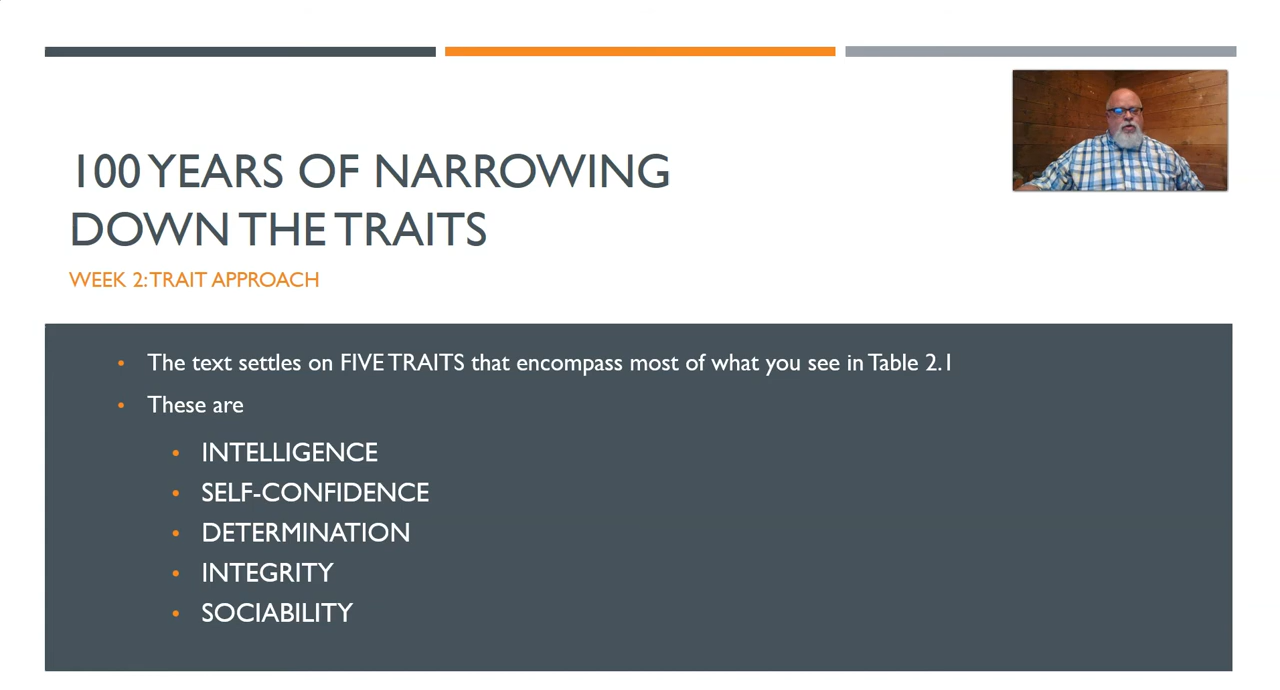 100 YEARS OF NARROWING
DOWN THE TRAITS
WEEK 2: TRAIT APPROACH
• The text settles on FIVE TRAITS that encompass most of what you see in Table 2.1
• These are
• INTELLIGENCE
• SELF-CONFIDENCE
• DETERMINATION
• INTEGRITY
• SOCIABILITY